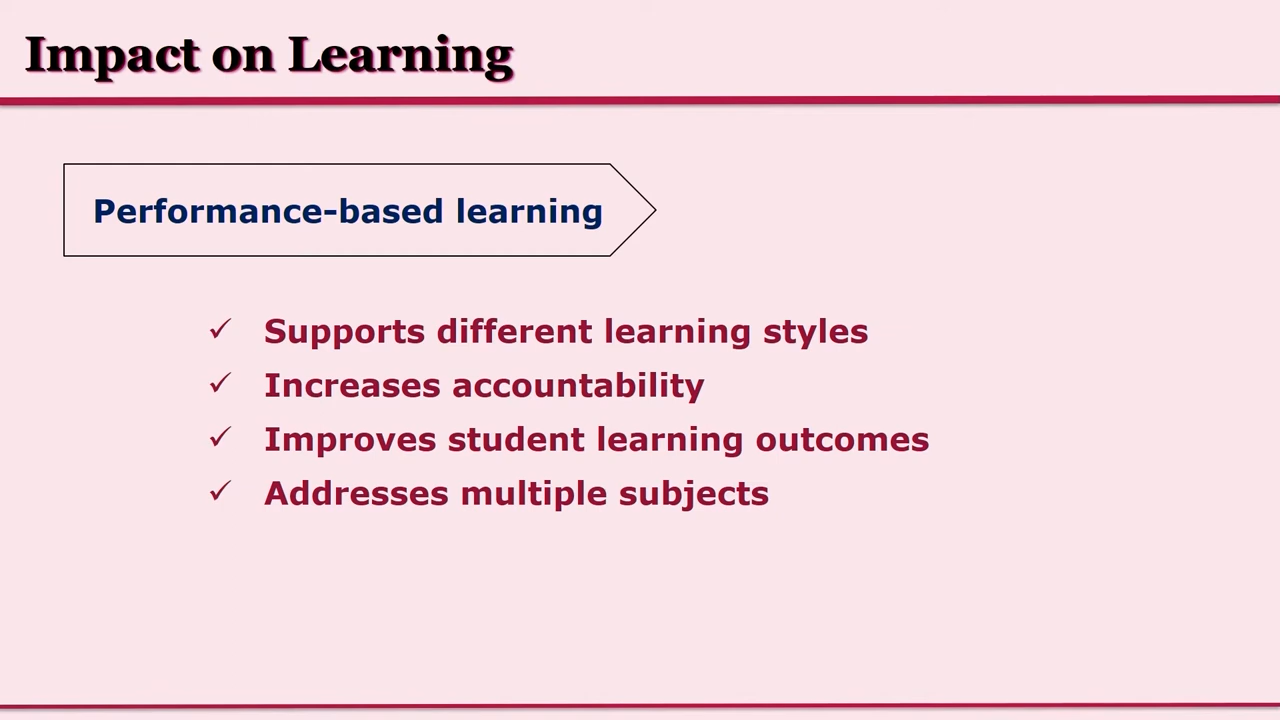 Impact on Learning
Performance-based learning
✓ Supports different learning styles
✓ Increases accountability
✓ Improves student learning outcomes
✓ Addresses multiple subjects